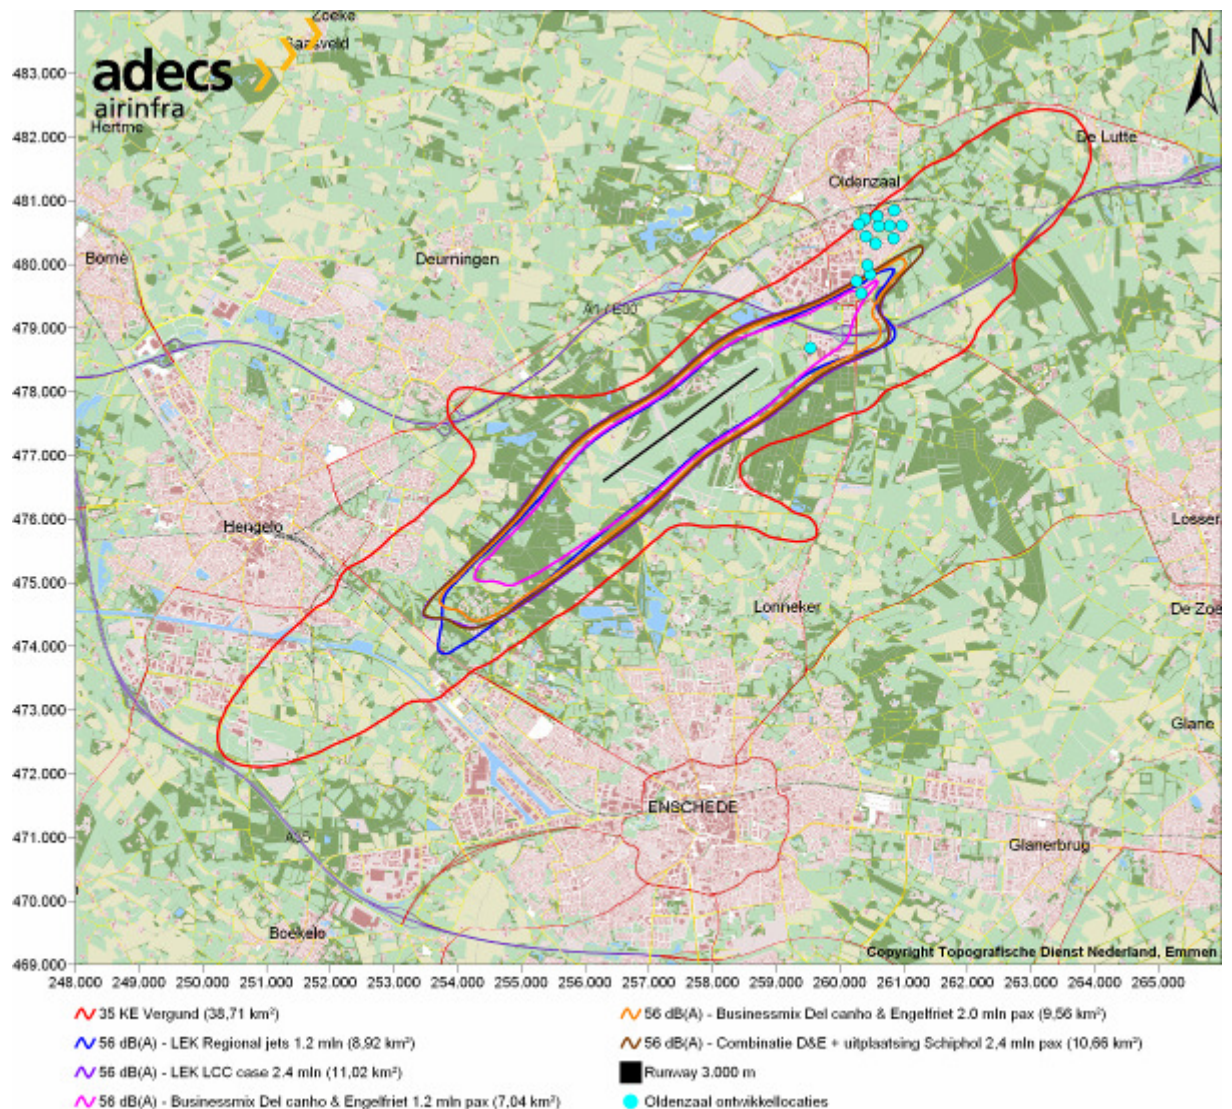 Zoeke
Saasveld
N
adecs
airinfra
Hertme
De Lutte
Oldenzaal
Borne
Deurningen
A1 / E30
Hengelo
Losser
Lonneker
De Zoe
Glane
ENSCHEDE
A35
Glanerbrug
Boekelo
Copyright Topografische Dienst Nederland, Emmen
483.000
482.000
481.000
480.000
479.000
478.000
477.000
476.000
475.000
474.000
473.000
472.000
471.000
470.000
469.000
248.000 249.000 250.000 251.000 252.000 253.000 254.000 255.000 256.000 257.000 258.000 259.000 260.000 261.000 262.000 263.000 264.000 265.000
35 KE Vergund (38,71 km²)
56 dB(A) - LEK Regional jets 1.2 mln (8,92 km²)
56 dB(A) - LEK LCC case 2.4 mln (11,02 km²)
56 dB(A) - Businessmix Del canho & Engelfriet 1.2 mln pax (7,04 km²)
56 dB(A) - Businessmix Del canho & Engelfriet 2.0 mln pax (9,56 km²)
56 dB(A) - Combinatie D&E + uitplaatsing Schiphol 2,4 mln pax (10,66 km²)
Runway 3.000 m
Oldenzaal ontwikkellocaties